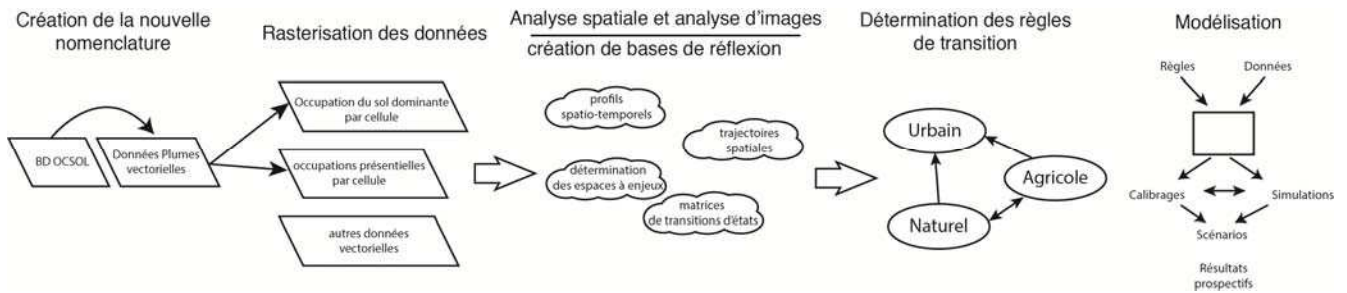 Création de la nouvelle
nomenclature
BD OCSOL
Données Plumes
vectorielles
Rasterisation des données
Occupation du sol dominante
par cellule
occupations présentielles
par cellule
autres données
vectorielles
Analyse spatiale et analyse d'images
création de bases de réflexion
profils
spatio-temporels
trajectoires
spatiales
détermination
des espaces à enjeux
matrices
de transitions d'états
Détermination des règles
de transition
Urbain
Agricole
Naturel
Modélisation
Règles
Données
Calibrages
Simulations
Scénarios
Résultats
prospectifs